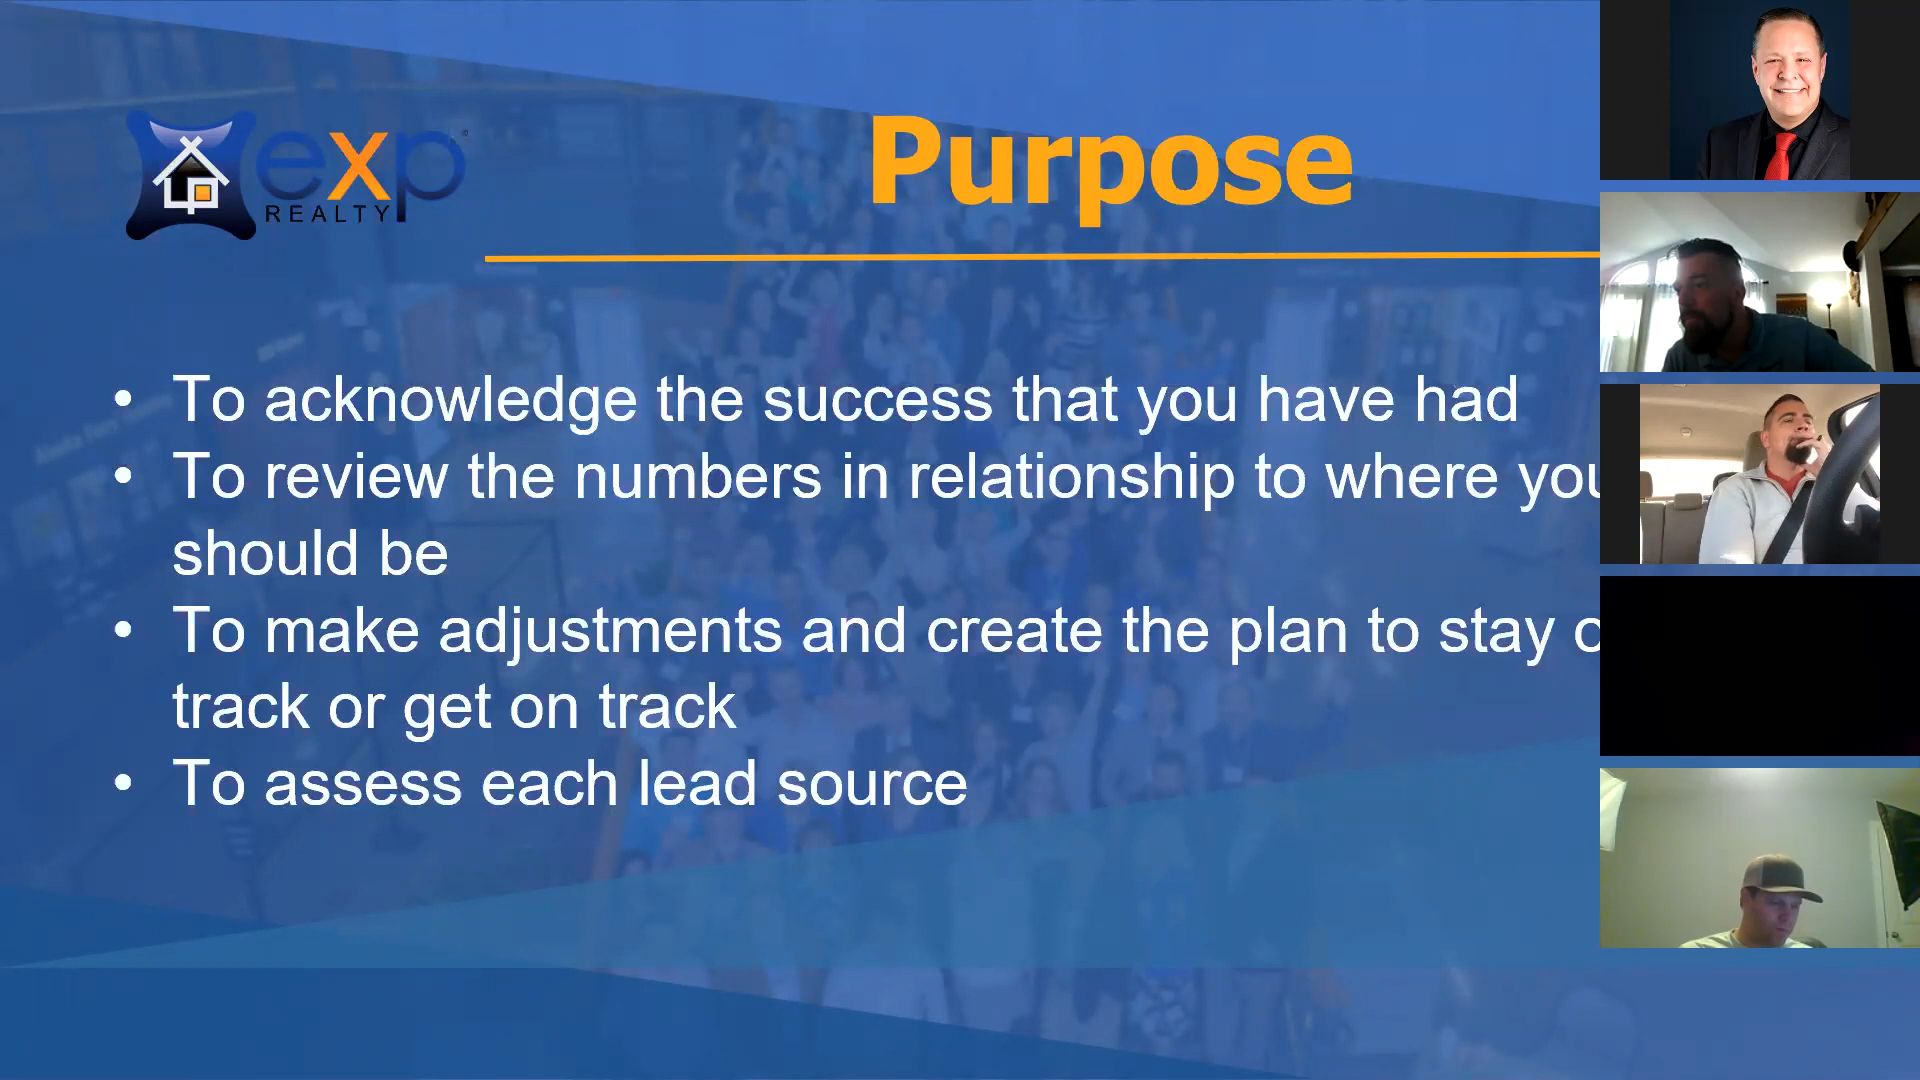 exp
REALTY
Purpose
• To acknowledge the success that you have had
• To review the numbers in relationship to where you
should be
• To make adjustments and create the plan to stay
track or get on track
• To assess each lead source